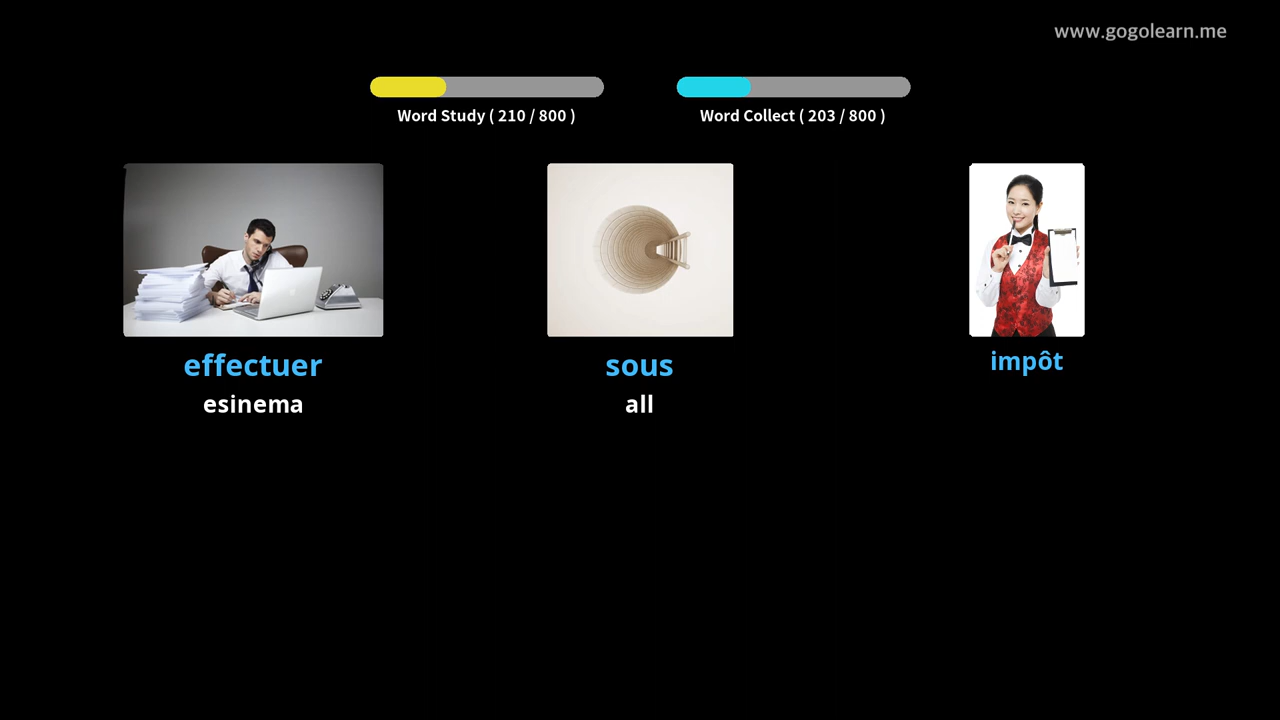 www.gogolearn.me
Word Study ( 210 / 800 )
Word Collect ( 203 / 800 )
effectuer
sous
impôt
esinema
all